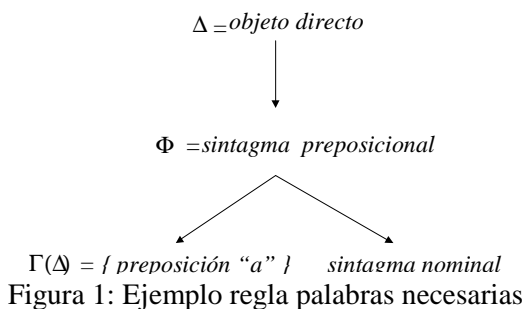 Δ = objeto directo
Φ = sintagma preposicional
Γ(Δ) = { preposición “a” } sintagma nominal
Figura 1: Ejemplo regla palabras necesarias